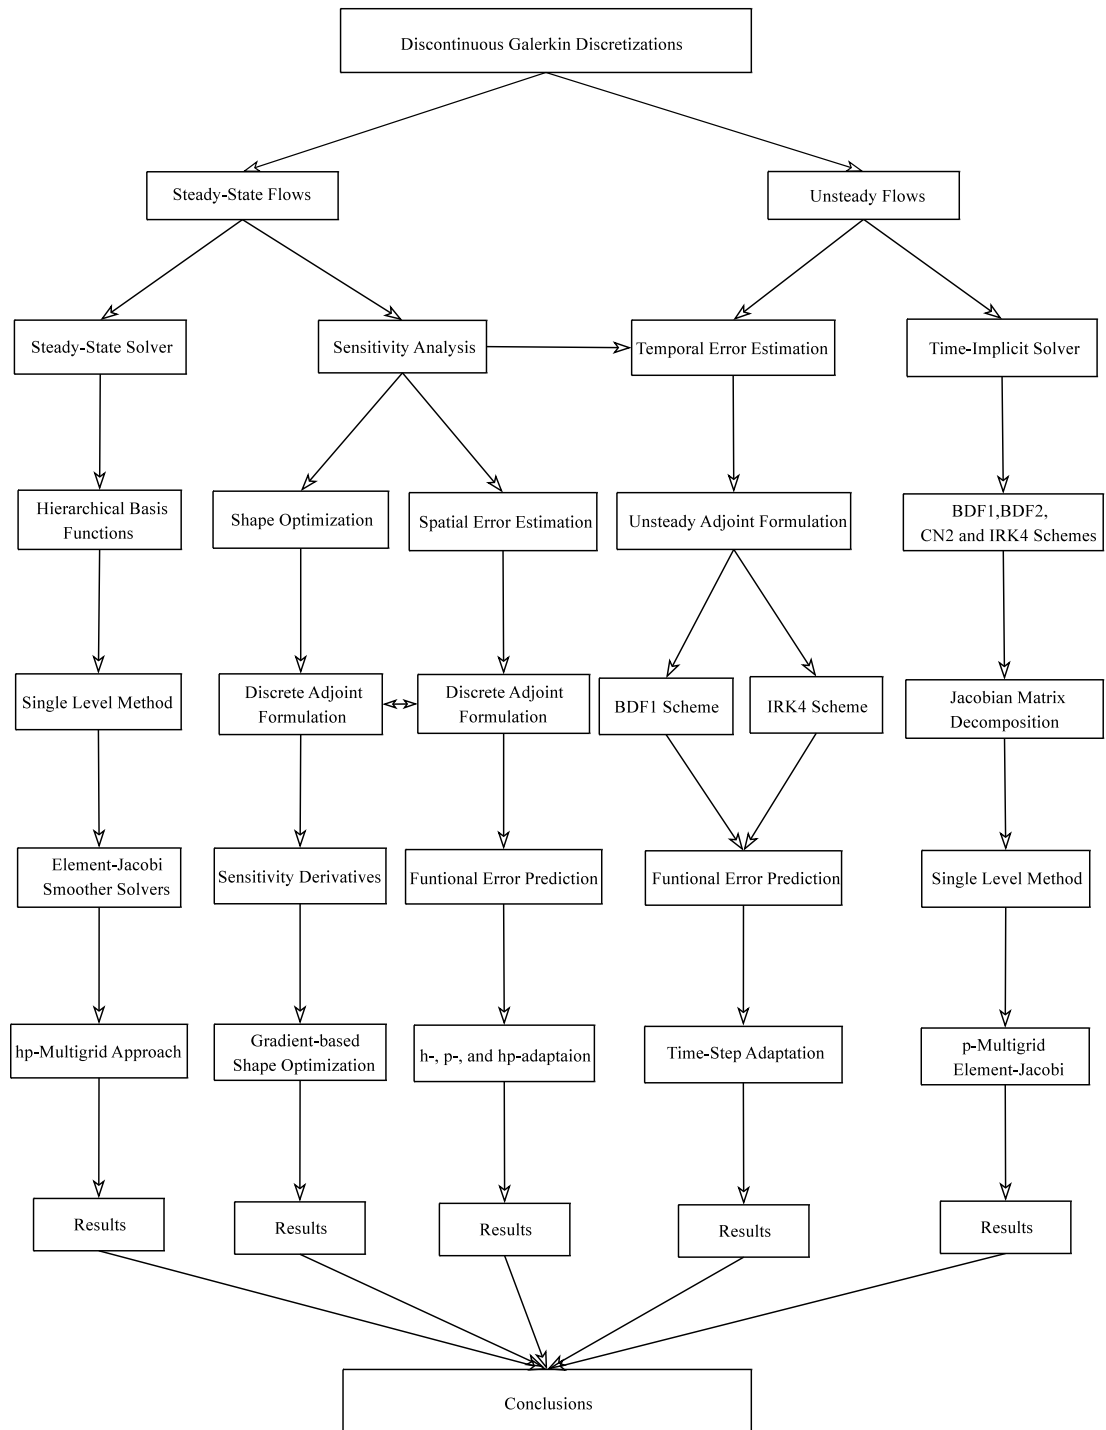 Discontinuous Galerkin Discretizations
Steady-State Flows
Unsteady Flows
Steady-State Solver
Sensitivity Analysis
Temporal Error Estimation
Time-Implicit Solver
Hierarchical Basis
Functions
Shape Optimization
Spatial Error Estimation
Unsteady Adjoint Formulation
BDF1,BDF2,
CN2 and IRK4 Schemes
Single Level Method
Discrete Adjoint
Formulation
Discrete Adjoint
Formulation
BDF1 Scheme
IRK4 Scheme
Jacobian Matrix
Decomposition
Element-Jacobi
Smoother Solvers
Sensitivity Derivatives
Funtional Error Prediction
Funtional Error Prediction
Single Level Method
hp-Multigrid Approach
Gradient-based
Shape Optimization
h-, p-, and hp-adaptaion
Time-Step Adaptation
p-Multigrid
Element-Jacobi
Results
Results
Results
Results
Results
Conclusions